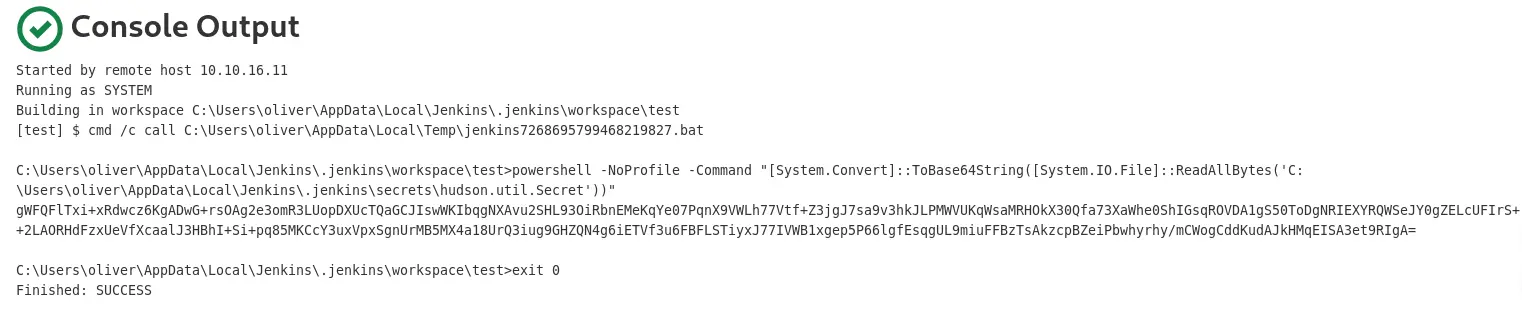 Console Output
Started by remote host 10.10.16.11
Running as SYSTEM
Building in workspace C:\Users\oliver\AppData\Local\Jenkins\.jenkins\workspace\test
[test] $ cmd /c call C:\Users\oliver\AppData\Local\Temp\jenkins7268695799468219827.bat
C:\Users\oliver\AppData\Local\Jenkins\.jenkins\workspace\test>powershell -NoProfile -Command "[System.Convert]::ToBase64String([System.IO.File]::ReadAllBytes('C:
\Users\oliver\AppData\Local\Jenkins\.jenkins\secrets\hudson.util.Secret'))"
gWFQFlTxi+xRdwcz6KgADwG+rsOAg2e3omR3LUopDXUcTQaGCJIswWKIbqgNXAvu2SHL93OiRbnEMeKqYe07PqnX9VWLh77Vtf+Z3jgJ7sa9v3hkJLPMWVUKqWsaMRHOkX30Qfa73XaWhe0ShIGsqROVDA1gS50ToDgNRIEXYRQWSeJY0gZELcUFIrS+
+2LAORHdFzxUeVfXcaalJ3HBhI+Si+pq85MKCcY3uxVpxSgnUrMB5MX4a18UrQ3iug9GHZQN4g6iETVf3u6FBFLSTiyxJ77IVWB1xgep5P66lgfEsqgUL9miuFFBzTsAkzcpBZeiPbwhyrhy/mCWogCddKudAJkHMqEISA3et9RIgA=
C:\Users\oliver\AppData\Local\Jenkins\.jenkins\workspace\test>exit 0
Finished: SUCCESS